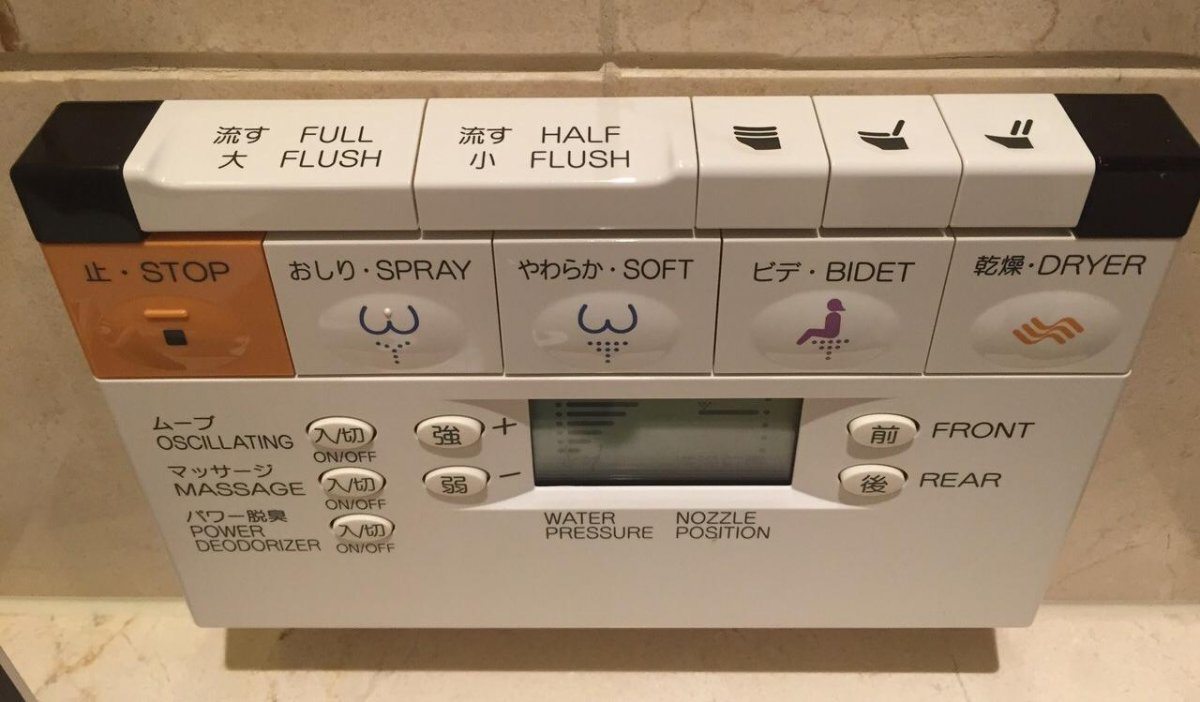 流す FULL
大 FLUSH
流す HALF
小 FLUSH
止・STOP
おしり・SPRAY
やわらか・SOFT
ビデ・BIDET
乾燥・DRYER
ムーブ
OSCILLATING
入/切
ON/OFF
マッサージ
MASSAGE
入/切
ON/OFF
パワー脱臭
POWER
DEODORIZER
入/切
ON/OFF
強 +
弱 −
WATER
PRESSURE
NOZZLE
POSITION
前 FRONT
後 REAR